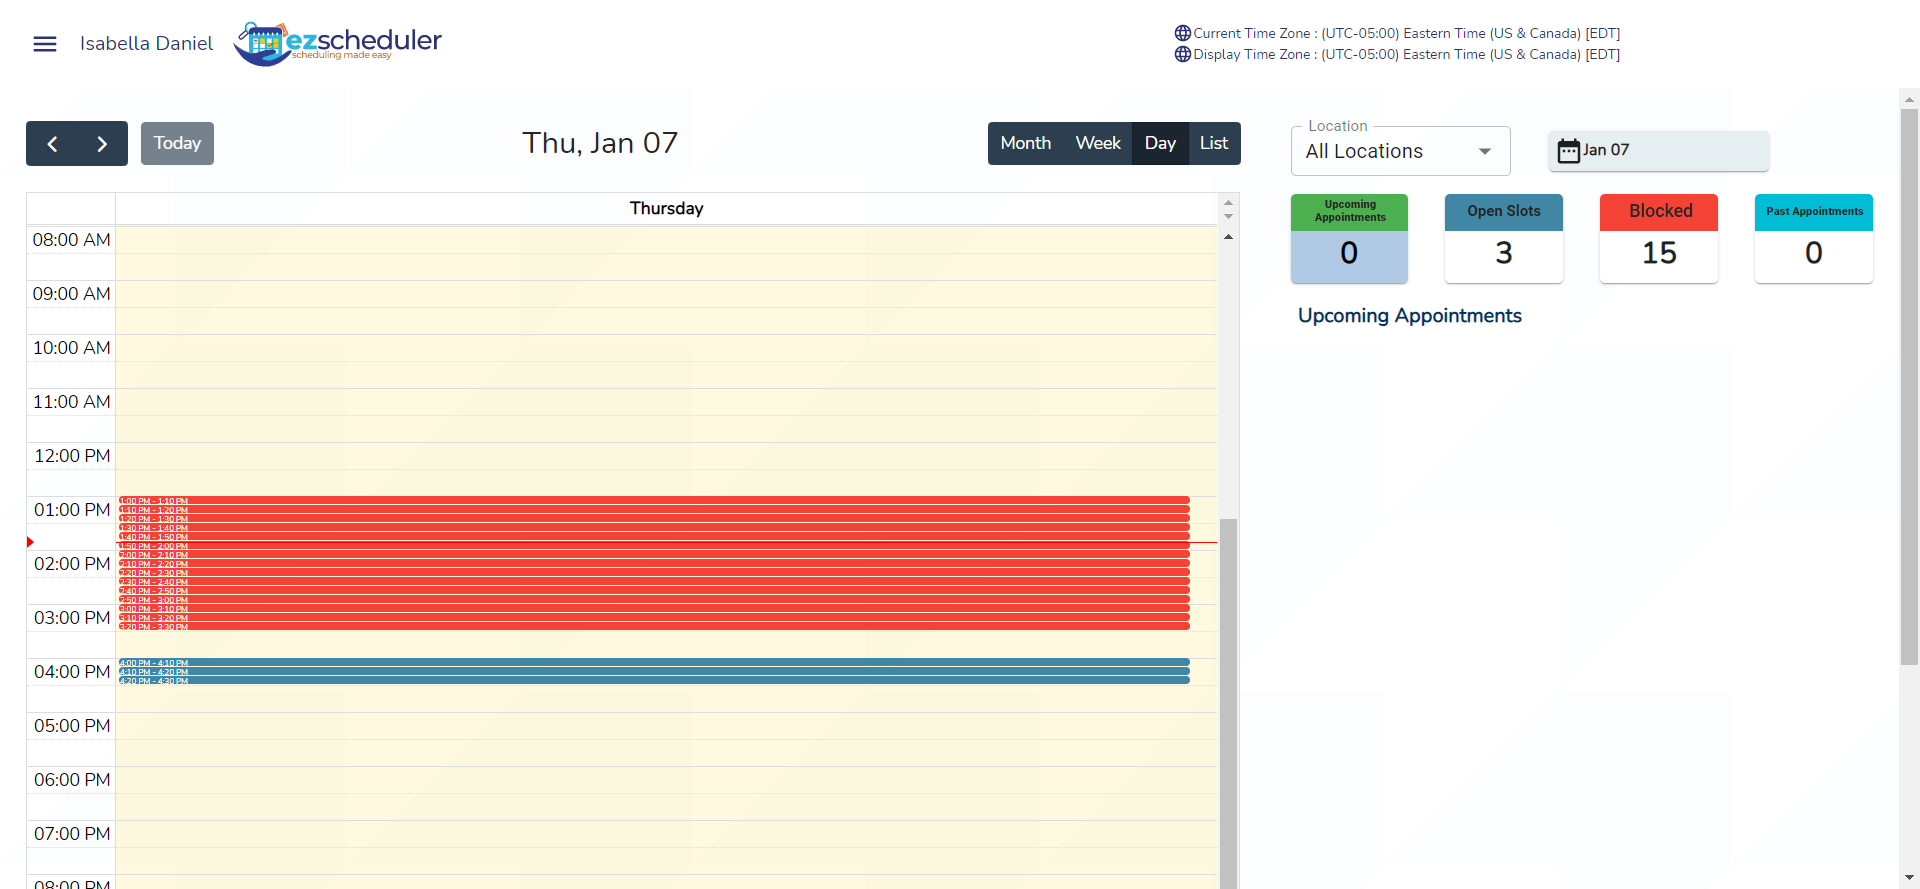 Isabella Daniel
ezscheduler
scheduling made easy
Current Time Zone : (UTC-05:00) Eastern Time (US & Canada) [EDT]
Display Time Zone : (UTC-05:00) Eastern Time (US & Canada) [EDT]
Today
Thu, Jan 07
Month Week Day List
Location
All Locations
Jan 07
Upcoming Appointments
0
Open Slots
3
Blocked
15
Past Appointments
0
Upcoming Appointments
Thursday
08:00 AM
09:00 AM
10:00 AM
11:00 AM
12:00 PM
01:00 PM
1:00 PM - 1:10 PM
1:10 PM - 1:20 PM
1:20 PM - 1:30 PM
1:30 PM - 1:40 PM
1:40 PM - 1:50 PM
1:50 PM - 2:00 PM
02:00 PM
2:00 PM - 2:10 PM
2:10 PM - 2:20 PM
2:20 PM - 2:30 PM
2:30 PM - 2:40 PM
2:40 PM - 2:50 PM
2:50 PM - 3:00 PM
03:00 PM
3:00 PM - 3:10 PM
3:10 PM - 3:20 PM
3:20 PM - 3:30 PM
04:00 PM
4:00 PM - 4:10 PM
4:10 PM - 4:20 PM
4:20 PM - 4:30 PM
05:00 PM
06:00 PM
07:00 PM
08:00 PM